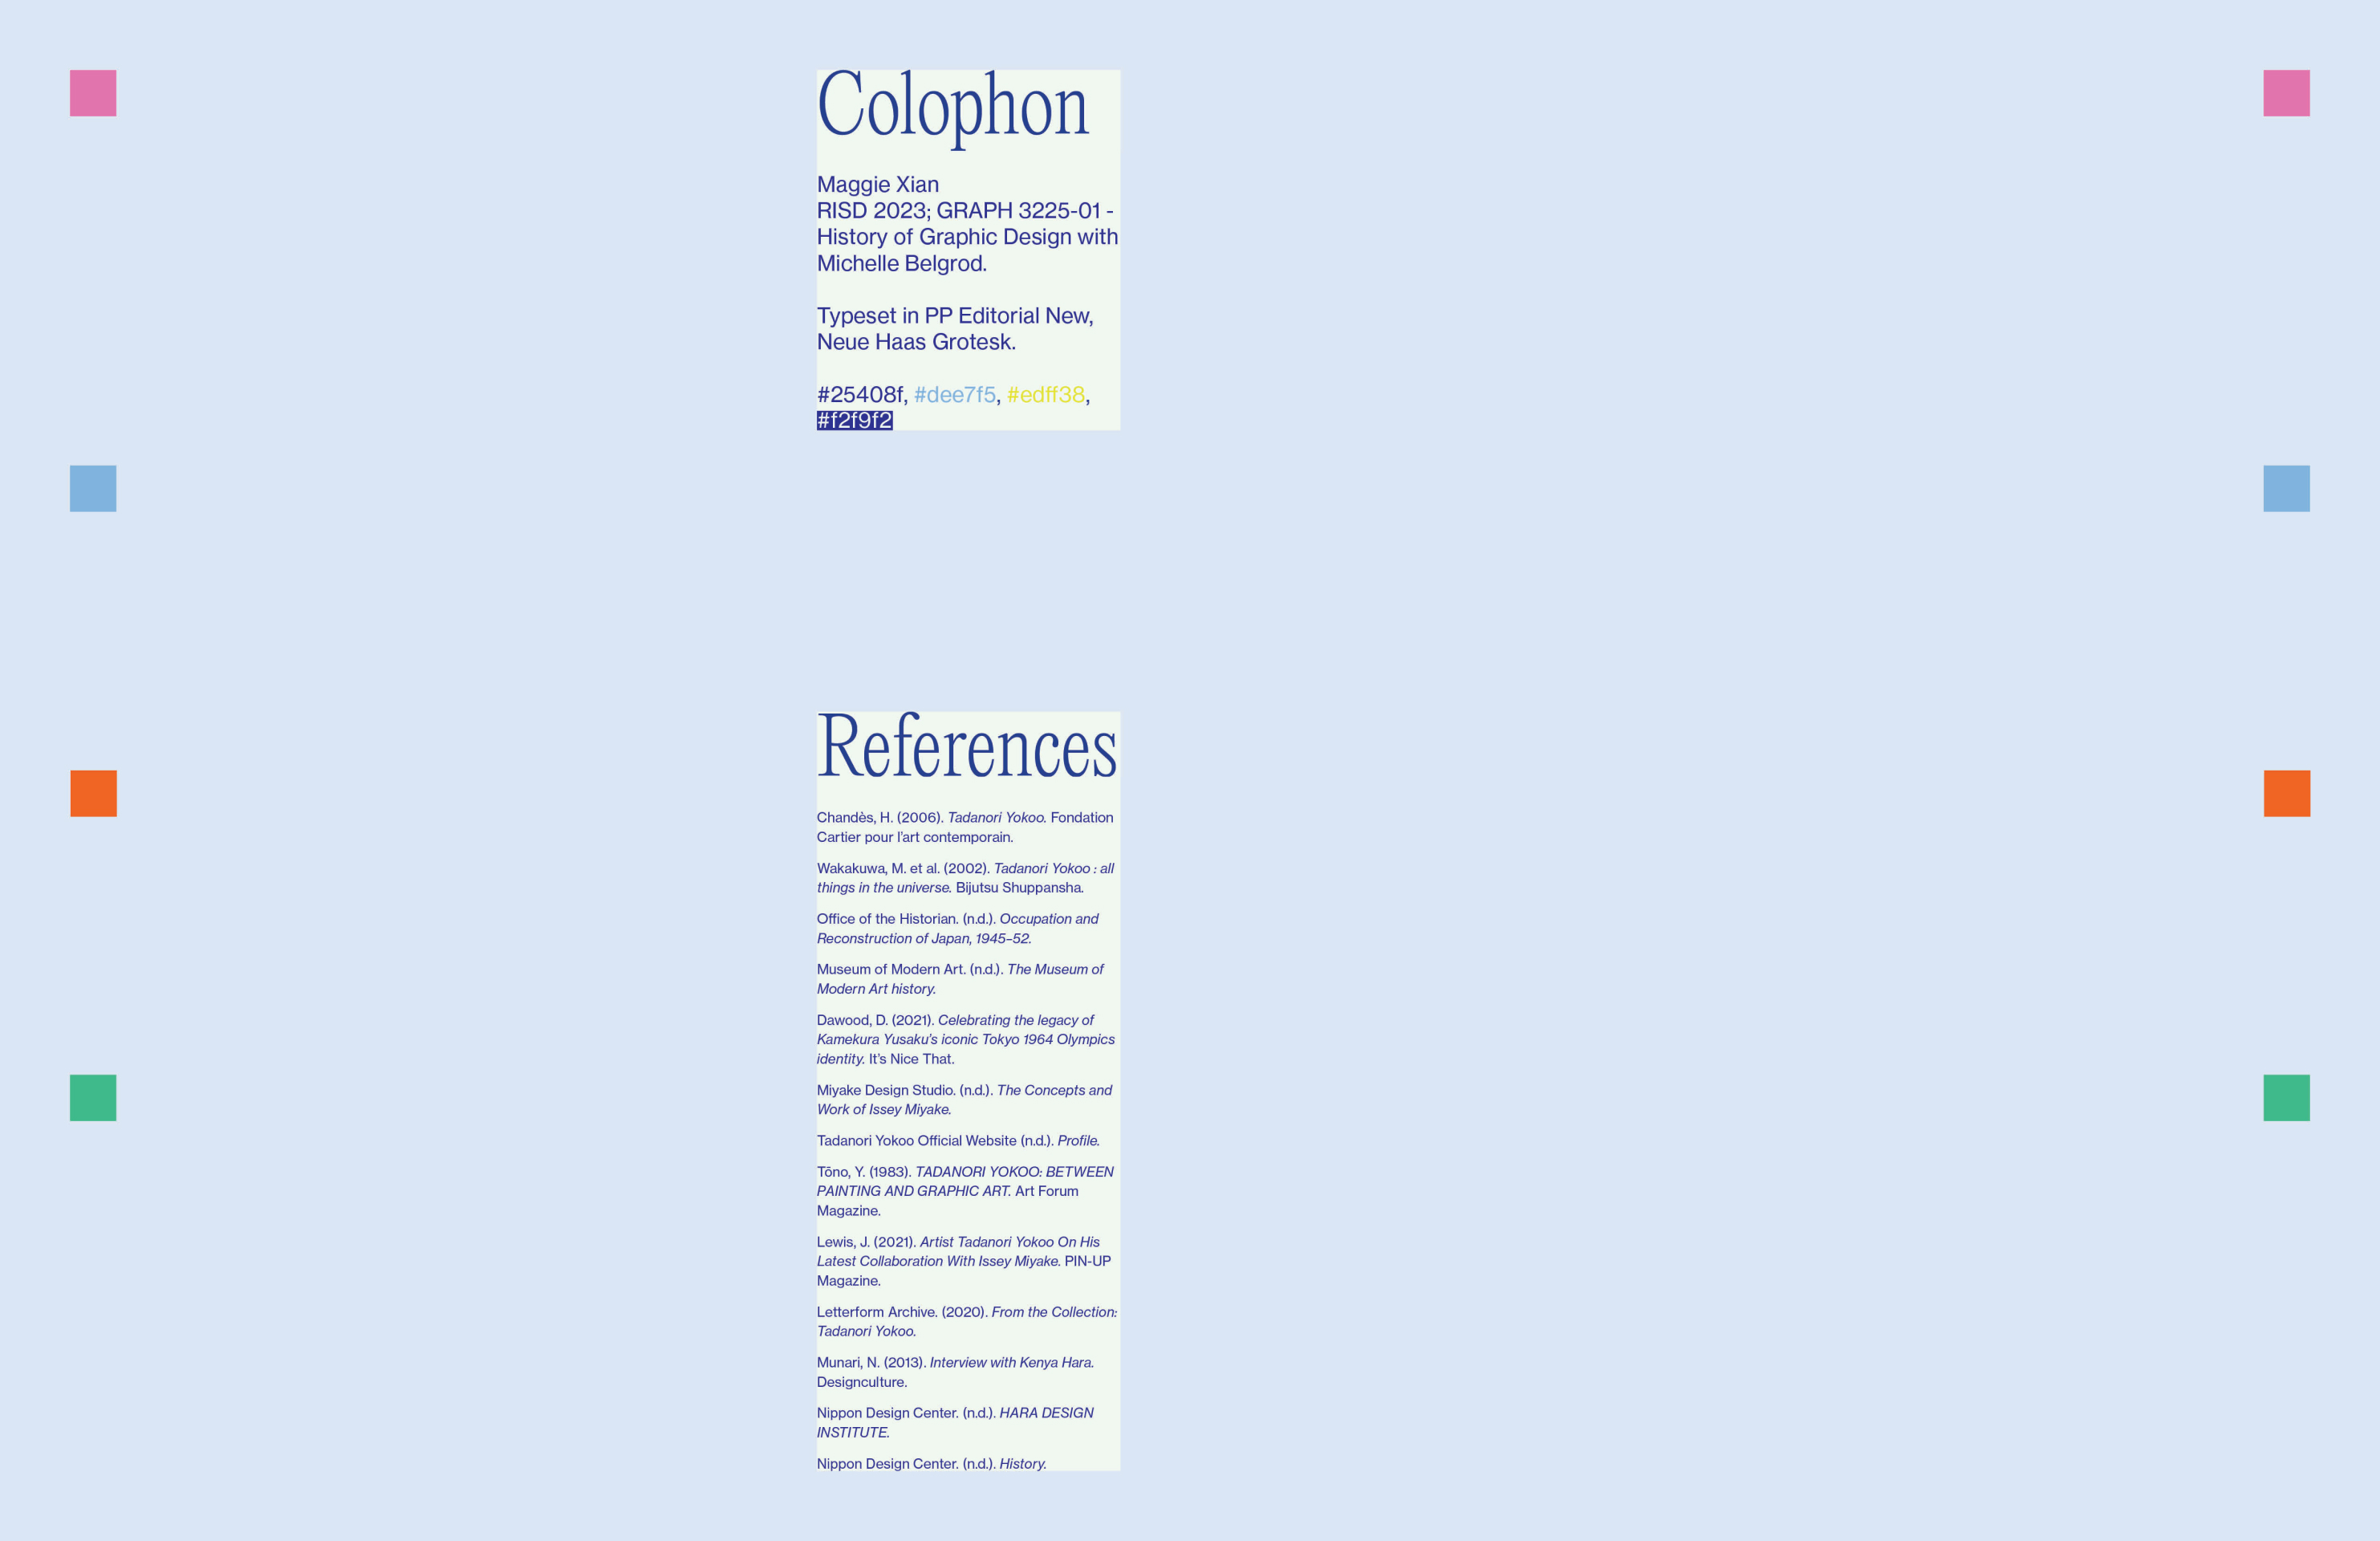 Colophon
Maggie Xian
RISD 2023; GRAPH 3225-01 -
History of Graphic Design with
Michelle Belgrod.
Typeset in PP Editorial New,
Neue Haas Grotesk.
#25408f, #dee7f5, #edff38,
#f2f9f2
References
Chandès, H. (2006). Tadanori Yokoo. Fondation
Cartier pour l’art contemporain.
Wakakuwa, M. et al. (2002). Tadanori Yokoo : all
things in the universe. Bijutsu Shuppansha.
Office of the Historian. (n.d.). Occupation and
Reconstruction of Japan, 1945–52.
Museum of Modern Art. (n.d.). The Museum of
Modern Art history.
Dawood, D. (2021). Celebrating the legacy of
Kamekura Yusaku’s iconic Tokyo 1964 Olympics
identity. It’s Nice That.
Miyake Design Studio. (n.d.). The Concepts and
Work of Issey Miyake.
Tadanori Yokoo Official Website (n.d.). Profile.
Tōno, Y. (1983). TADANORI YOKOO: BETWEEN
PAINTING AND GRAPHIC ART. Art Forum
Magazine.
Lewis, J. (2021). Artist Tadanori Yokoo On His
Latest Collaboration With Issey Miyake. PIN-UP
Magazine.
Letterform Archive. (2020). From the Collection:
Tadanori Yokoo.
Munari, N. (2013). Interview with Kenya Hara.
Designculture.
Nippon Design Center. (n.d.). HARA DESIGN
INSTITUTE.
Nippon Design Center. (n.d.). History.